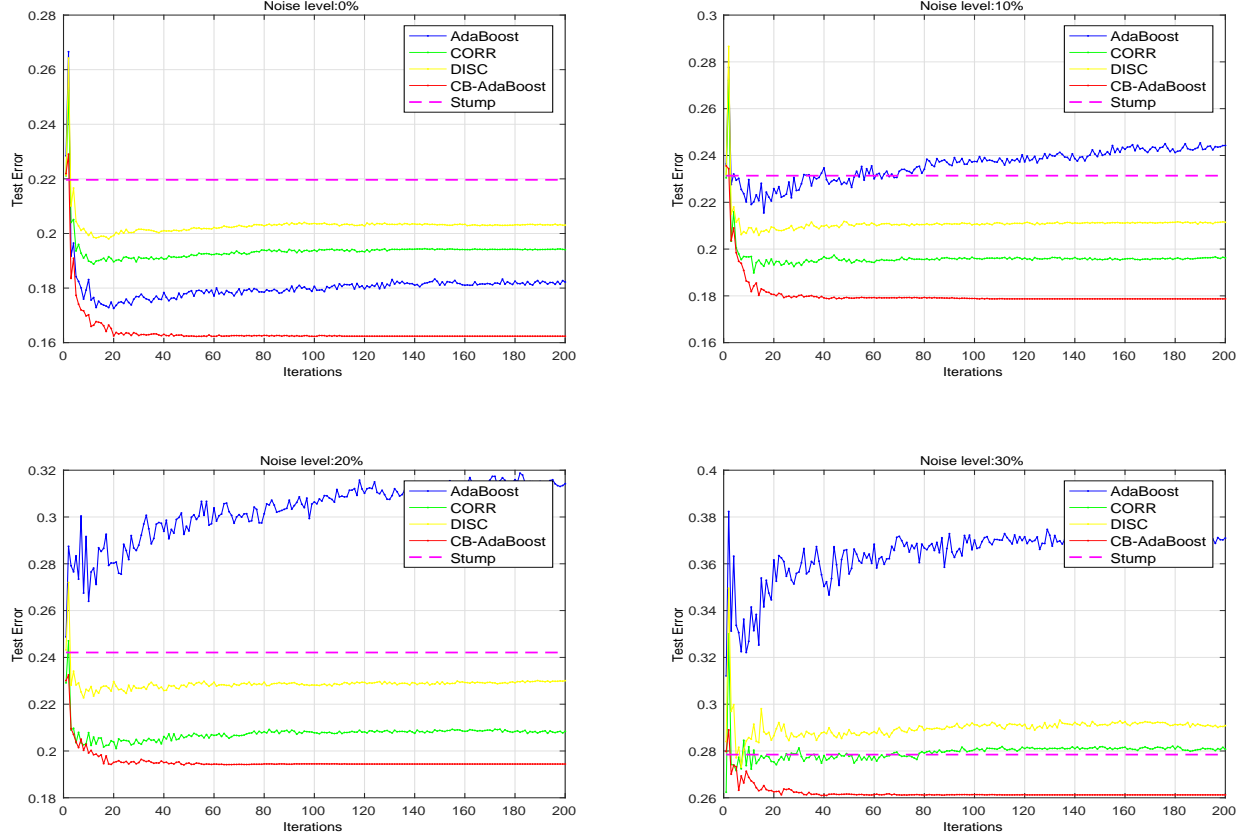 Noise level:0%
0.28
0.26
0.24
0.22
0.2
0.18
0.16
Test Error
AdaBoost
CORR
DISC
CB-AdaBoost
Stump
0 20 40 60 80 100 120 140 160 180 200
Iterations
Noise level:10%
0.3
0.28
0.26
0.24
0.22
0.2
0.18
0.16
Test Error
AdaBoost
CORR
DISC
CB-AdaBoost
Stump
0 20 40 60 80 100 120 140 160 180 200
Iterations
Noise level:20%
0.32
0.3
0.28
0.26
0.24
0.22
0.2
0.18
Test Error
AdaBoost
CORR
DISC
CB-AdaBoost
Stump
0 20 40 60 80 100 120 140 160 180 200
Iterations
Noise level:30%
0.4
0.38
0.36
0.34
0.32
0.3
0.28
0.26
Test Error
AdaBoost
CORR
DISC
CB-AdaBoost
Stump
0 20 40 60 80 100 120 140 160 180 200
Iterations